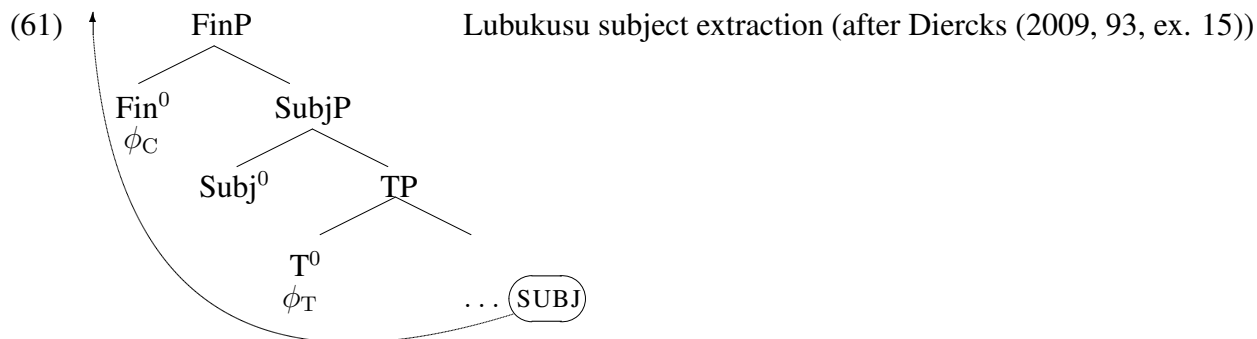 (61) FinP Lubukusu subject extraction (after Diercks (2009, 93, ex. 15))
Fin⁰ SubjP
ϕC
Subj⁰ TP
T⁰
ϕT ... SUBJ